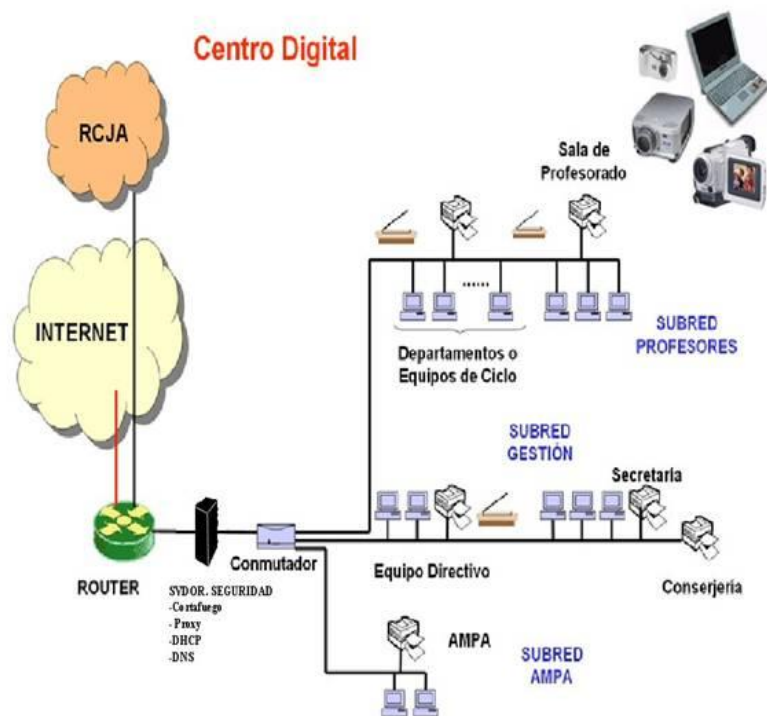 Centro Digital
RCJA
INTERNET
Sala de
Profesorado
......
Departamentos o
Equipos de Ciclo
SUBRED
PROFESORES
SUBRED
GESTIÓN
Secretaría
Conmutador
Equipo Directivo
Conserjería
ROUTER
SVDOR. SEGURIDAD
-Cortafuego
- Proxy
-DHCP
-DNS
AMPA
SUBRED
AMPA